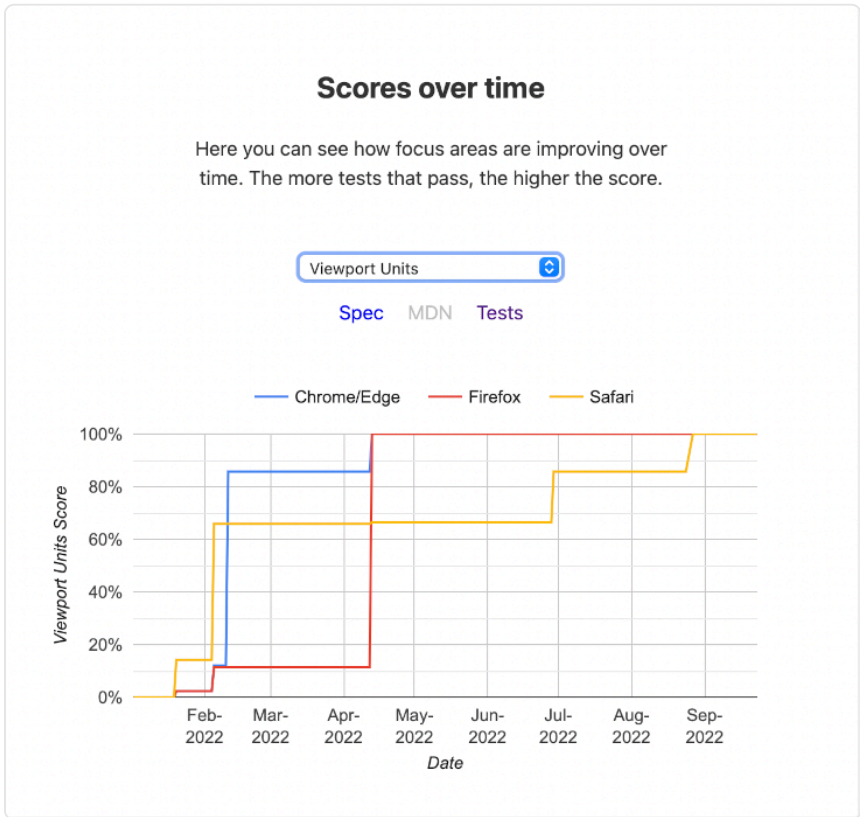 Scores over time
Here you can see how focus areas are improving over
time. The more tests that pass, the higher the score.
Viewport Units
Spec MDN Tests
Chrome/Edge Firefox Safari
100%
80%
60%
40%
20%
0%
Viewport Units Score
Feb- Mar- Apr- May- Jun- Jul- Aug- Sep-
2022 2022 2022 2022 2022 2022 2022 2022
Date